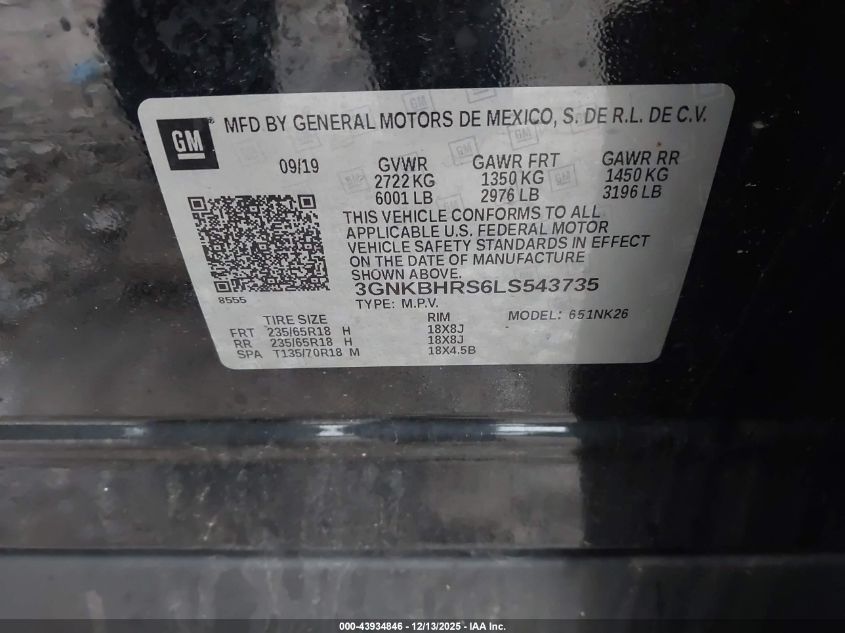 GM
MFD BY GENERAL MOTORS DE MEXICO, S. DE R.L. DE C.V.
09/19 GVWR GAWR FRT GAWR RR
2722 KG 1350 KG 1450 KG
6001 LB 2976 LB 3196 LB
THIS VEHICLE CONFORMS TO ALL
APPLICABLE U.S. FEDERAL MOTOR
VEHICLE SAFETY STANDARDS IN EFFECT
ON THE DATE OF MANUFACTURE
SHOWN ABOVE.
8555
3GNKBHRS6LS543735
TYPE: M.P.V.
TIRE SIZE RIM MODEL: 651NK26
FRT 235/65R18 H 18X8J
RR 235/65R18 H 18X8J
SPA T135/70R18 M 18X4.5B
000-43934846 - 12/13/2025 - IAA Inc.